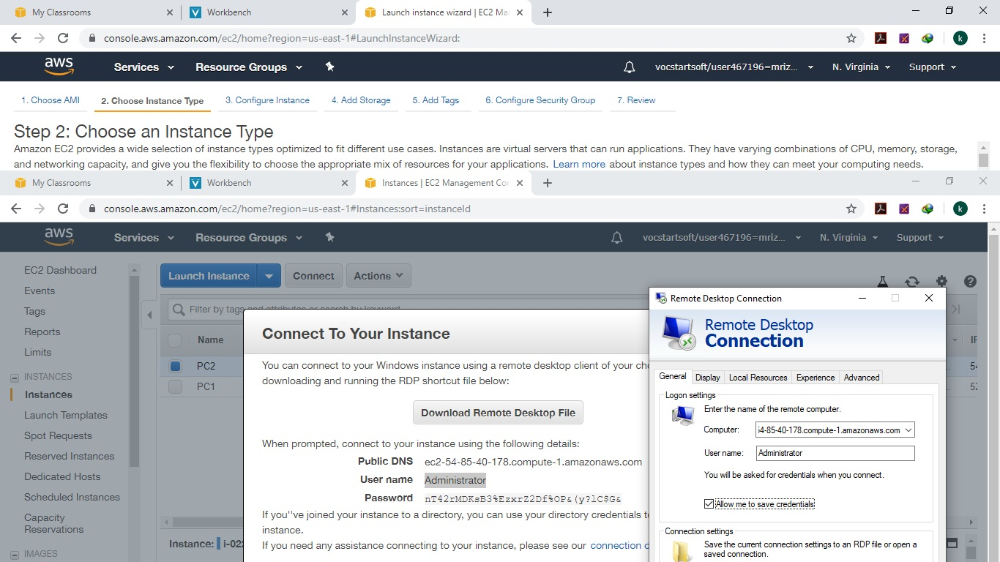 My Classrooms
Workbench
Launch instance wizard | EC2 Ma
console.aws.amazon.com/ec2/home?region=us-east-1#LaunchInstanceWizard:
k
aws Services Resource Groups vocstartsoft/user467196=mriz... N. Virginia Support
1. Choose AMI 2. Choose Instance Type 3. Configure Instance 4. Add Storage 5. Add Tags 6. Configure Security Group 7. Review
Step 2: Choose an Instance Type
Amazon EC2 provides a wide selection of instance types optimized to fit different use cases. Instances are virtual servers that can run applications. They have varying combinations of CPU, memory, storage,
and networking capacity, and give you the flexibility to choose the appropriate mix of resources for your applications. Learn more about instance types and how they can meet your computing needs.
My Classrooms
Workbench
Instances | EC2 Management Con
console.aws.amazon.com/ec2/home?region=us-east-1#Instances:sort=instanceId
k
aws Services Resource Groups vocstartsoft/user467196=mriz... N. Virginia Support
EC2 Dashboard
Events
Tags
Reports
Limits
INSTANCES
Instances
Launch Templates
Spot Requests
Reserved Instances
Dedicated Hosts
Scheduled Instances
Capacity
Reservations
IMAGES
Launch Instance Connect Actions
Filter by tags and attributes or search by keyword
Name
PC2
PC1
Instance: i-022
Connect To Your Instance
You can connect to your Windows instance using a remote desktop client of your cho
downloading and running the RDP shortcut file below:
Download Remote Desktop File
When prompted, connect to your instance using the following details:
Public DNS ec2-54-85-40-178.compute-1.amazonaws.com
User name Administrator
Password nT42rMDKsB3%EzxrZ2Df%OP&(y?lC$G&
If you''ve joined your instance to a directory, you can use your directory credentials to
instance.
If you need any assistance connecting to your instance, please see our connection d
Remote Desktop Connection
Remote Desktop
Connection
General Display Local Resources Experience Advanced
Logon settings
Enter the name of the remote computer.
Computer: 54-85-40-178.compute-1.amazonaws.com
User name: Administrator
You will be asked for credentials when you connect.
Allow me to save credentials
Connection settings
Save the current connection settings to an RDP file or open a
saved connection.
IP
54
52